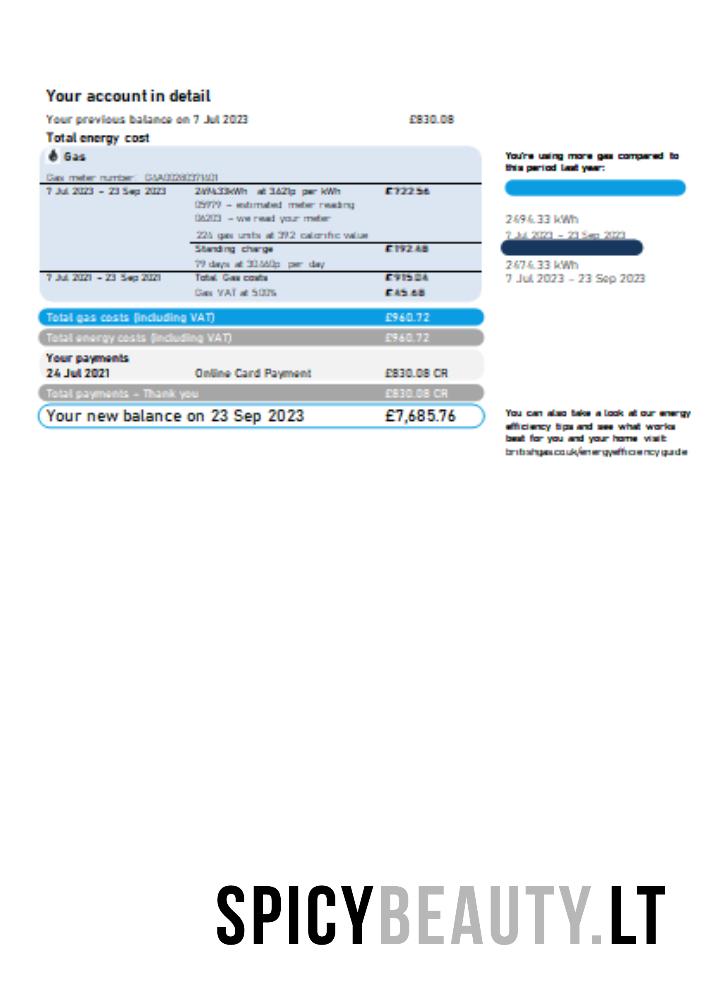 Your account in detail
Your previous balance on 7 Jul 2023 £830.08
Total energy cost
Gas
Gas meter number:
7 Jul 2023 – 23 Sep 2023 at 3.621p per kWh £722.56
05979 – estimated meter reading
06203 – we read your meter
224 gas units at 39.2 calorific value
Standing charge £192.48
79 days at per day
7 Jul 2021 – 23 Sep 2021 Total Gas costs £915.04
Gas VAT at 5.00% £45.68
Total gas costs (including VAT) £960.72
Total energy costs (including VAT) £960.72
Your payments
24 Jul 2021 Online Card Payment £830.08 CR
Total payments – Thank you £830.08 CR
Your new balance on 23 Sep 2023 £7,685.76
You're using more gas compared to
this period last year:
2494.33 kWh
7 Jul 2023 – 23 Sep 2023
2474.33 kWh
7 Jul 2023 – 23 Sep 2023
You can also take a look at our energy
efficiency tips and see what works
best for you and your home visit:
britishgas.co.uk/energyefficiencyguide
SPICYBEAUTY.LT